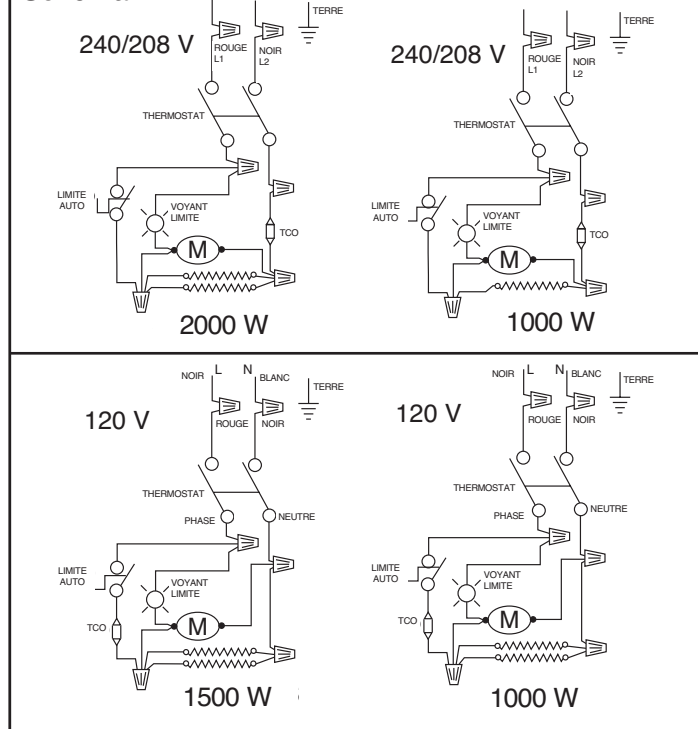 240/208 V
TERRE
ROUGE
L1
NOIR
L2
THERMOSTAT
LIMITE
AUTO
VOYANT
LIMITE
TCO
M
2000 W
240/208 V
TERRE
ROUGE
L1
NOIR
L2
THERMOSTAT
LIMITE
AUTO
VOYANT
LIMITE
TCO
M
1000 W
120 V
NOIR
L
N
BLANC
TERRE
ROUGE
NOIR
THERMOSTAT
PHASE
NEUTRE
LIMITE
AUTO
VOYANT
LIMITE
TCO
M
1500 W
120 V
NOIR
L
N
BLANC
TERRE
ROUGE
NOIR
THERMOSTAT
PHASE
NEUTRE
LIMITE
AUTO
VOYANT
LIMITE
TCO
M
1000 W